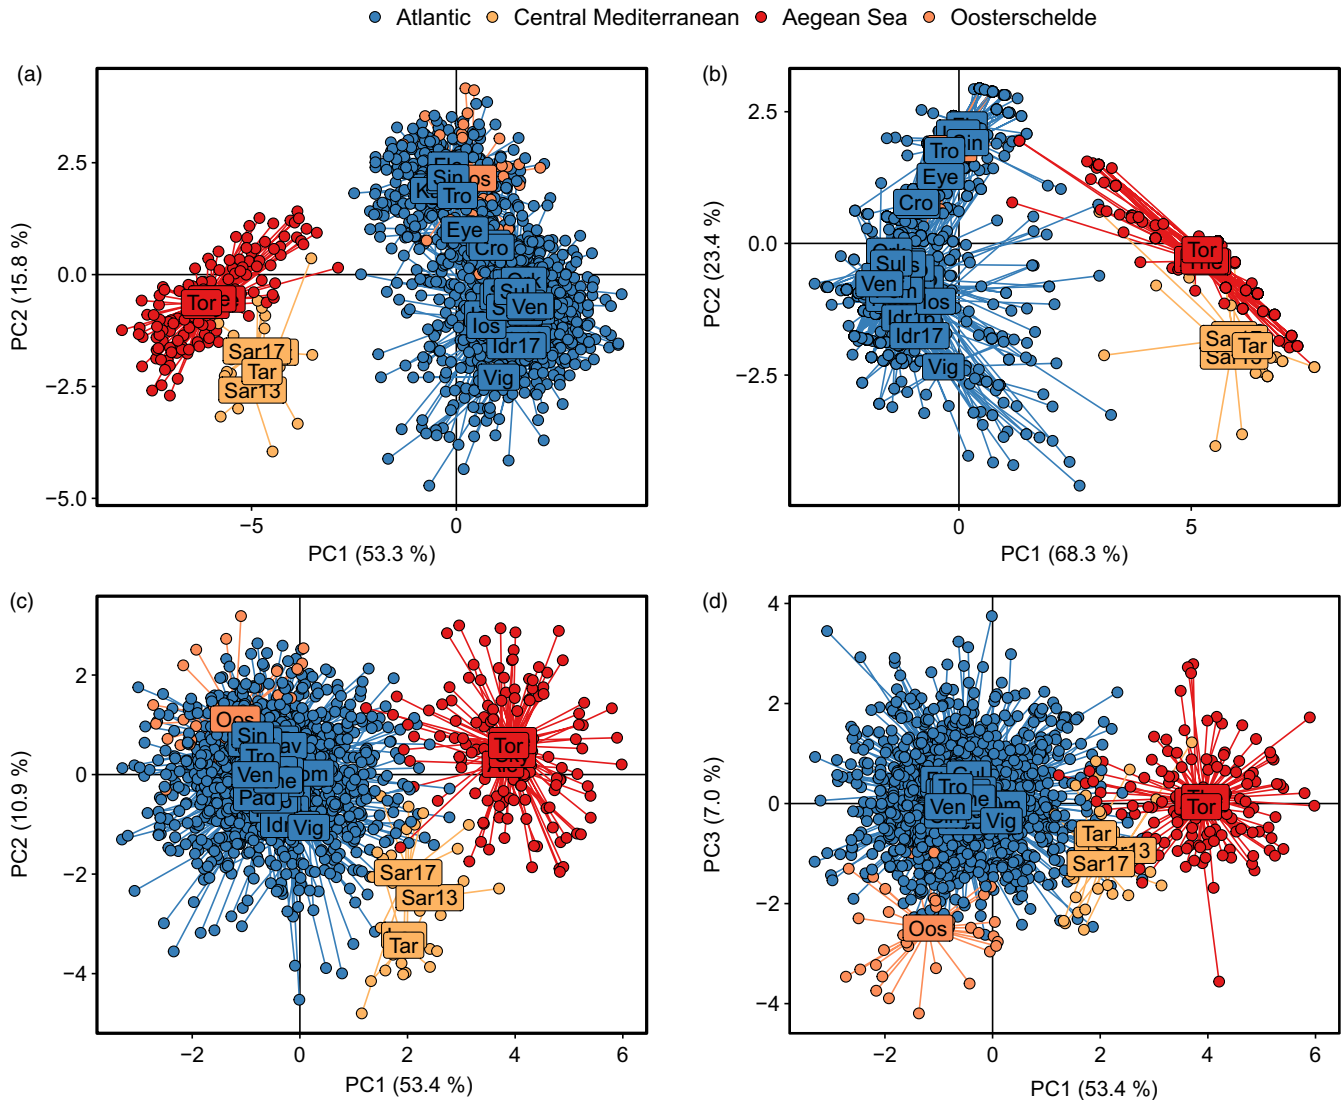 Atlantic Central Mediterranean Aegean Sea Oosterschelde
(a)
2.5
0.0
−2.5
−5.0
PC2 (15.8 %)
Sin
Tro
Eye
Cro
Ven
Ios
Idr17
Vig
Tor
Sar17
Tar
Sar13
−5 0
PC1 (53.3 %)
(b)
2.5
0.0
−2.5
PC2 (23.4 %)
Tro
Eye
Cro
Sul
Ven
Idr17
Vig
Tor
Tar
0 5
PC1 (68.3 %)
(c)
2
0
−2
−4
PC2 (10.9 %)
Oos
Sin
Tro
Ven
Pad
Vig
Tor
Sar17
Sar13
Tar
−2 0 2 4 6
PC1 (53.4 %)
(d)
4
2
0
−2
−4
PC3 (7.0 %)
Tro
Ven
Vig
Tar
Sar17
Oos
Tor
−2 0 2 4 6
PC1 (53.4 %)